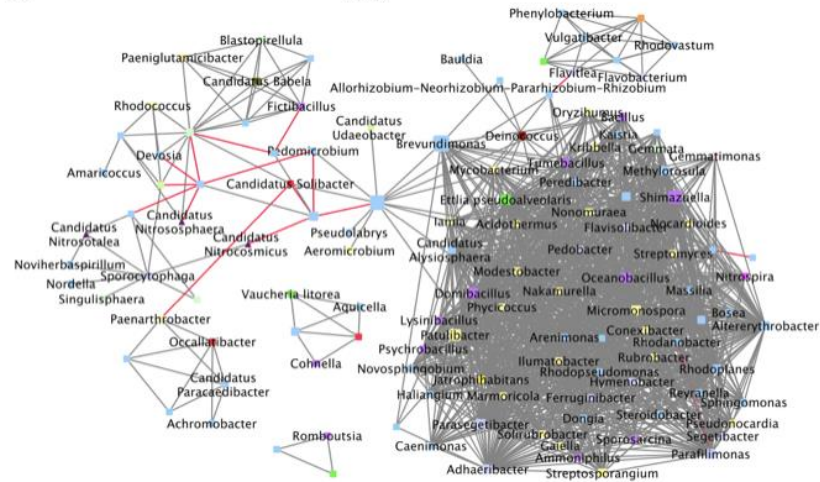 Phenylobacterium
Vulgatibacter
Rhodovastum
Flavitlea
Flavobacterium
Bauldia
Allorhizobium-Neorhizobium-Pararhizobium-Rhizobium
Blastopirellula
Paeniglutamicibacter
Candidatus Babela
Rhodococcus
Fictibacillus
Candidatus
Udaeobacter
Devosia
Pedomicrobium
Amaricoccus
Candidatus Solibacter
Candidatus
Nitrososphaera
Candidatus
Nitrosotalea
Candidatus
Nitrocosmicus
Pseudolabrys
Aeromicrobium
Noviherbaspirillum
Sporocytophaga
Nordella
Singulisphaera
Paenarthrobacter
Vaucheria litorea
Aquicella
Cohnella
Occallatibacter
Candidatus
Paracaedibacter
Achromobacter
Romboutsia
Oryzihumus
Bacillus
Deinococcus
Kaistia
Brevundimonas
Kribbella
Gemmata
Tumebacillus
Gemmatimonas
Mycobacterium
Methylorosula
Peredibacter
Ettlia pseudoalveolaris
Shimazuella
Nonomuraea
Iamia
Acidothermus
Flavisolibacter
Nocardioides
Candidatus
Alysiosphaera
Pedobacter
Streptomyces
Modestobacter
Oceanobacillus
Nitrospira
Domibacillus
Nakamurella
Massilia
Phycicoccus
Micromonospora
Bosea
Lysinibacillus
Altererythrobacter
Patulibacter
Conexibacter
Arenimonas
Rhodanobacter
Psychrobacillus
Ilumatobacter
Rubrobacter
Novosphingobium
Rhodopseudomonas
Rhodoplanes
Jatrophihabitans
Hymenobacter
Haliangium
Marmoricola
Ferruginibacter
Reyranella
Sphingomonas
Dongia
Steroidobacter
Parasegetibacter
Pseudonocardia
Solirubrobacter
Segetibacter
Caenimonas
Gaiella
Sporosarcina
Ammoniphilus
Parafilimonas
Adhaeribacter
Streptosporangium